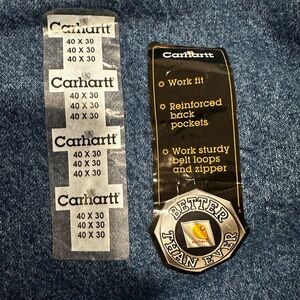 Carhartt
40 X 30
40 X 30
40 X 30
Carhartt
40 X 30
40 X 30
40 X 30
Carhartt
40 X 30
40 X 30
40 X 30
Carhartt
40 X 30
40 X 30
40 X 30
Carhartt
Work fit
Reinforced
back
pockets
Work sturdy
belt loops
and zipper
BETTER
THAN EVER